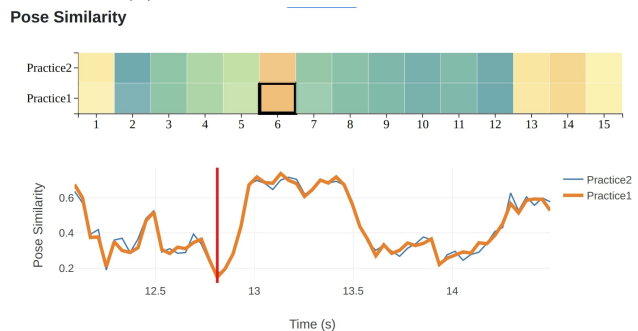 Pose Similarity
Practice2
Practice1
1 2 3 4 5 6 7 8 9 10 11 12 13 14 15
Pose Similarity
0.6
0.4
0.2
12.5 13 13.5 14
Time (s)
Practice2
Practice1